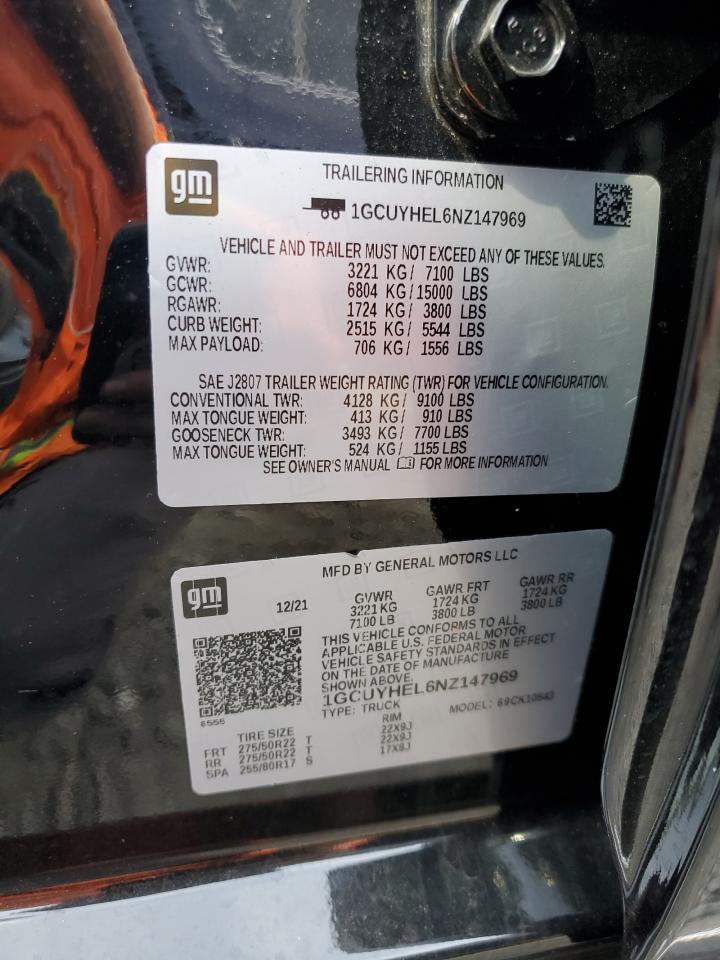 gm
TRAILERING INFORMATION
1GCUYHEL6NZ147969
VEHICLE AND TRAILER MUST NOT EXCEED ANY OF THESE VALUES.
GVWR: 3221 KG/ 7100 LBS
GCWR: 6804 KG/15000 LBS
RGAWR: 1724 KG/ 3800 LBS
CURB WEIGHT: 2515 KG/ 5544 LBS
MAX PAYLOAD: 706 KG/ 1556 LBS
SAE J2807 TRAILER WEIGHT RATING (TWR) FOR VEHICLE CONFIGURATION.
CONVENTIONAL TWR: 4128 KG/ 9100 LBS
MAX TONGUE WEIGHT: 413 KG/ 910 LBS
GOOSENECK TWR: 3493 KG/ 7700 LBS
MAX TONGUE WEIGHT: 524 KG/ 1155 LBS
SEE OWNER'S MANUAL FOR MORE INFORMATION
gm
MFD BY GENERAL MOTORS LLC
12/21 GVWR GAWR FRT GAWR RR
3221 KG 1724 KG 1724 KG
7100 LB 3800 LB 3800 LB
THIS VEHICLE CONFORMS TO ALL
APPLICABLE U.S. FEDERAL MOTOR
VEHICLE SAFETY STANDARDS IN EFFECT
ON THE DATE OF MANUFACTURE
SHOWN ABOVE.
1GCUYHEL6NZ147969
TYPE: TRUCK MODEL: 69CK10543
6555
TIRE SIZE RIM
FRT 275/50R22 T 22X9J
RR 275/50R22 T 22X9J
SPA 255/80R17 S 17X8J